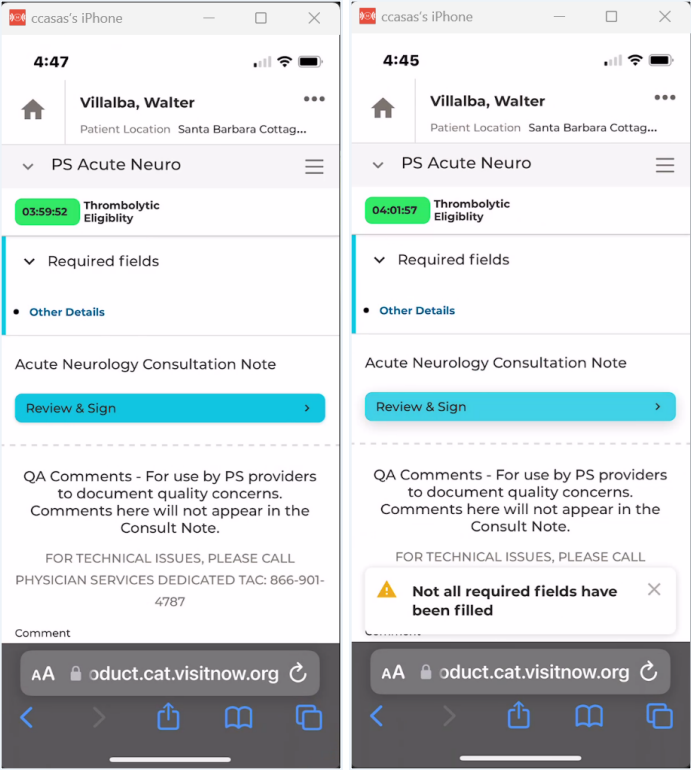 ccasas's iPhone
4:47
Villalba, Walter
Patient Location Santa Barbara Cottag...
PS Acute Neuro
03:59:52
Thrombolytic
Eligiblity
Required fields
Other Details
Acute Neurology Consultation Note
Review & Sign
QA Comments - For use by PS providers
to document quality concerns.
Comments here will not appear in the
Consult Note.
FOR TECHNICAL ISSUES, PLEASE CALL
PHYSICIAN SERVICES DEDICATED TAC: 866-901-
4787
Comment
AA oduct.cat.visitnow.org
ccasas's iPhone
4:45
Villalba, Walter
Patient Location Santa Barbara Cottag...
PS Acute Neuro
04:01:57
Thrombolytic
Eligiblity
Required fields
Other Details
Acute Neurology Consultation Note
Review & Sign
QA Comments - For use by PS providers
to document quality concerns.
Comments here will not appear in the
Consult Note.
FOR TECHNICAL ISSUES, PLEASE CALL
Not all required fields have
been filled
Comment
AA oduct.cat.visitnow.org